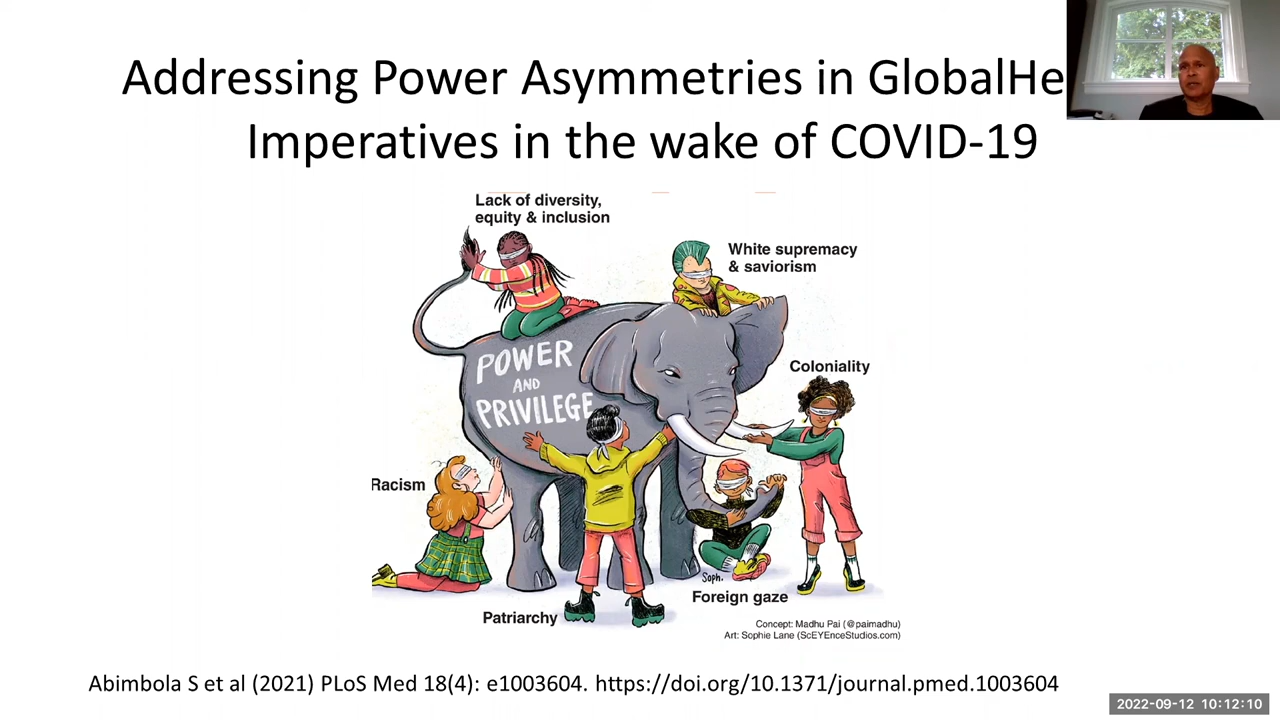 Addressing Power Asymmetries in GlobalHe
Imperatives in the wake of COVID-19
Lack of diversity,
equity & inclusion
White supremacy
& saviorism
Coloniality
POWER
AND
PRIVILEGE
Racism
Soph.
Foreign gaze
Patriarchy
Concept: Madhu Pai (@paimadhu)
Art: Sophie Lane (ScEYEnceStudios.com)
Abimbola S et al (2021) PLoS Med 18(4): e1003604. https://doi.org/10.1371/journal.pmed.1003604
2022-09-12 10:12:10